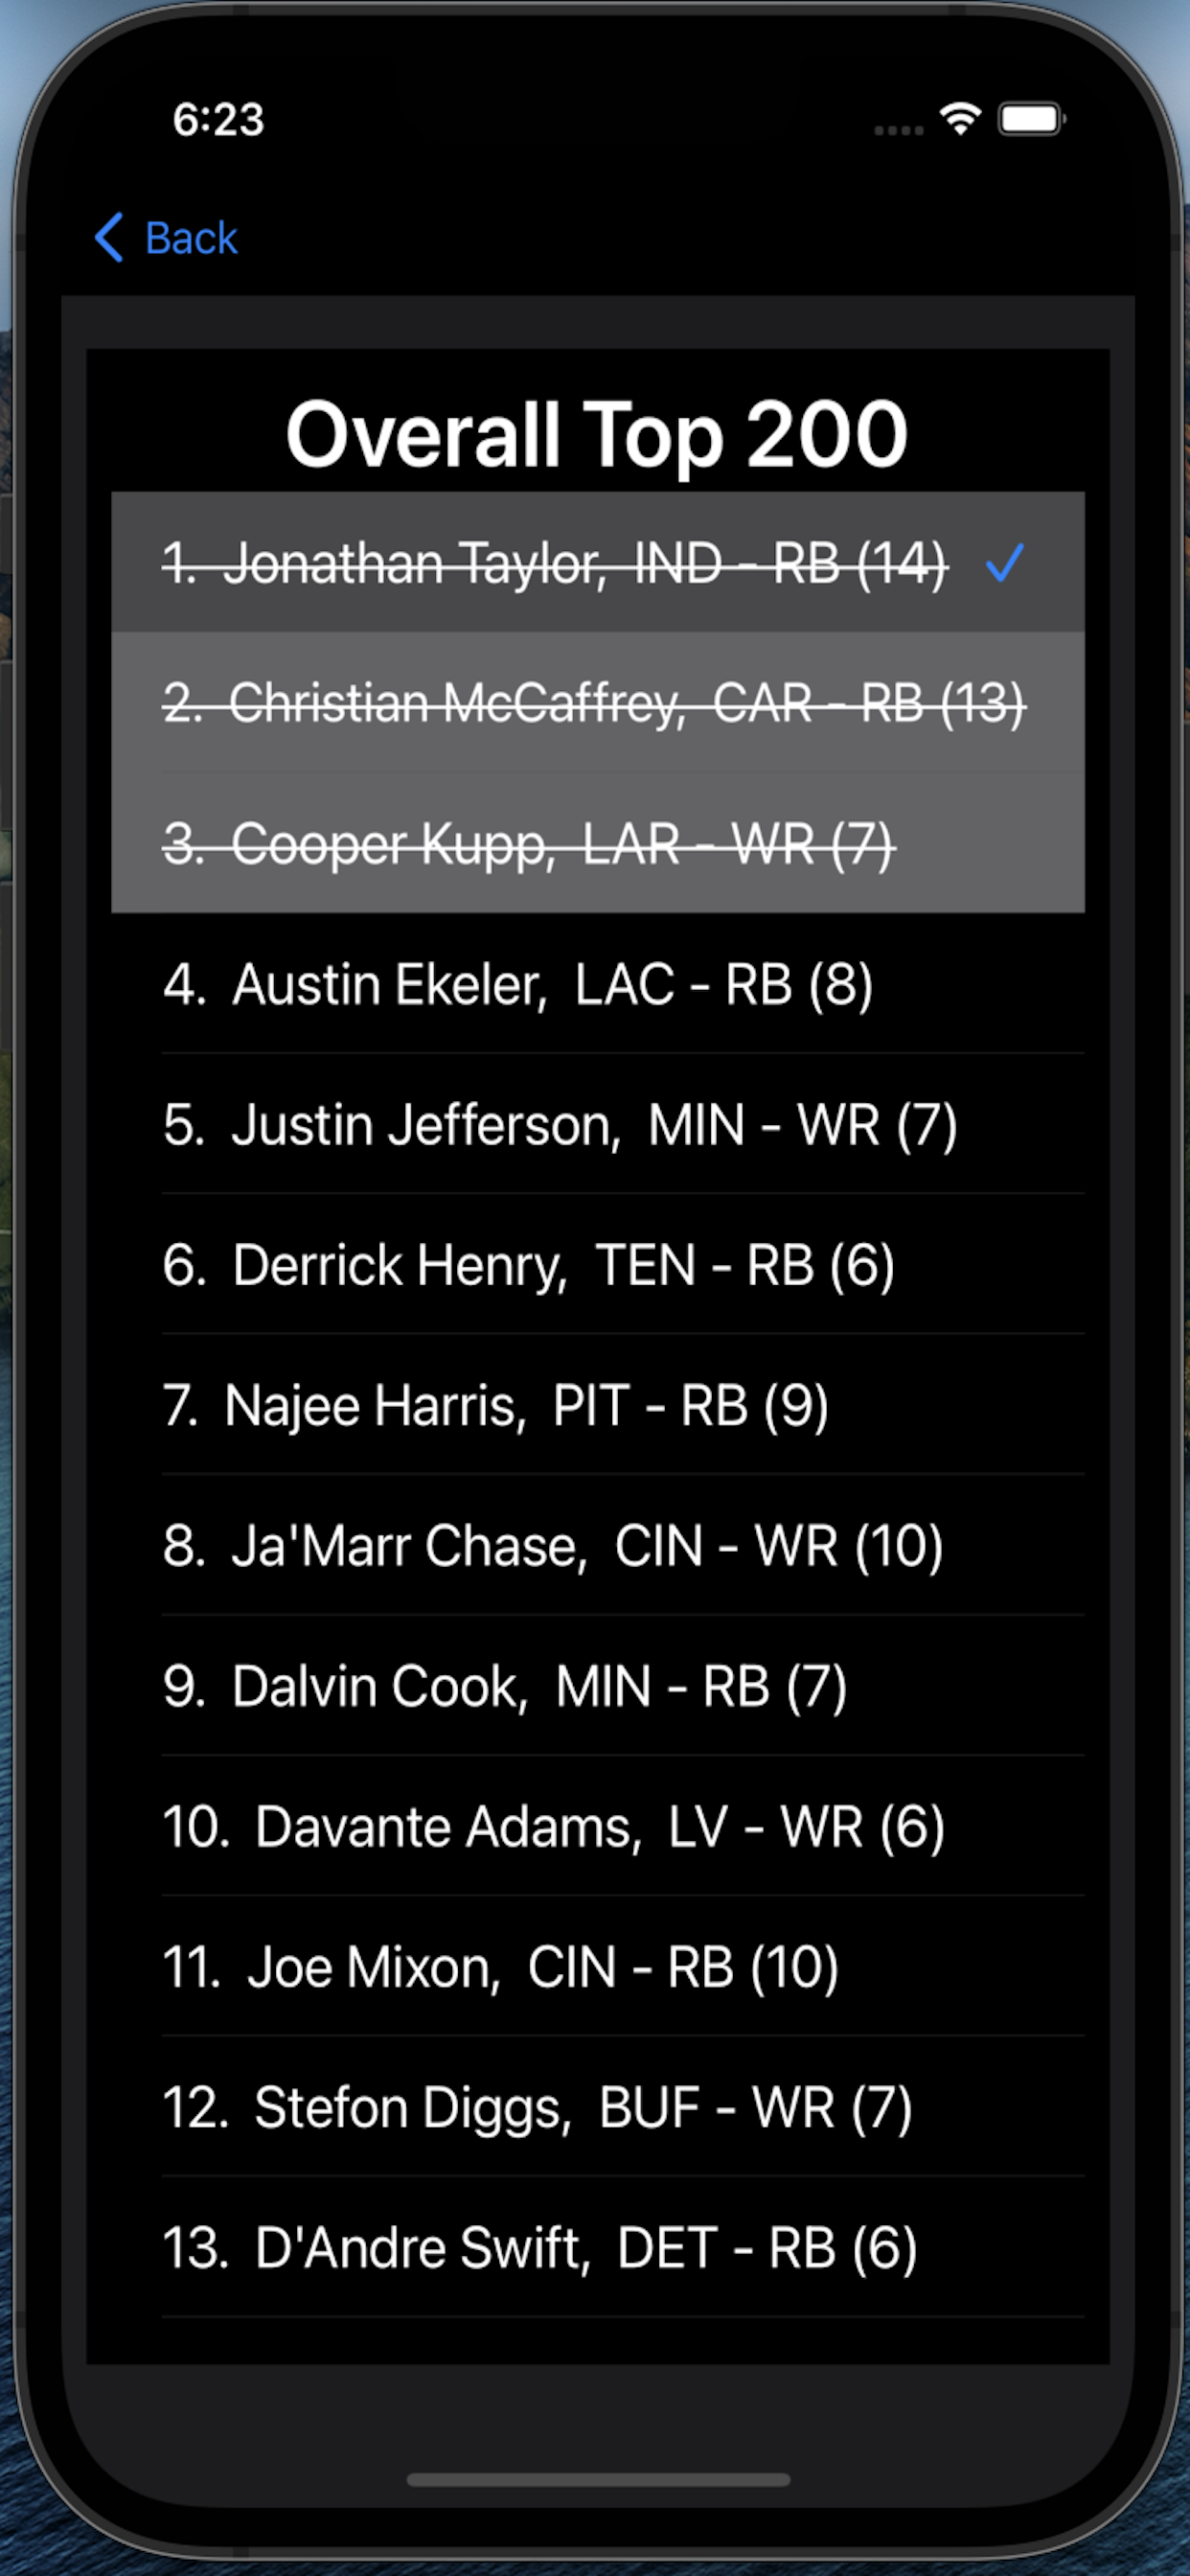 6:23
Back
Overall Top 200
1. Jonathan Taylor, IND - RB (14)
2. Christian McCaffrey, CAR - RB (13)
3. Cooper Kupp, LAR - WR (7)
4. Austin Ekeler, LAC - RB (8)
5. Justin Jefferson, MIN - WR (7)
6. Derrick Henry, TEN - RB (6)
7. Najee Harris, PIT - RB (9)
8. Ja'Marr Chase, CIN - WR (10)
9. Dalvin Cook, MIN - RB (7)
10. Davante Adams, LV - WR (6)
11. Joe Mixon, CIN - RB (10)
12. Stefon Diggs, BUF - WR (7)
13. D'Andre Swift, DET - RB (6)